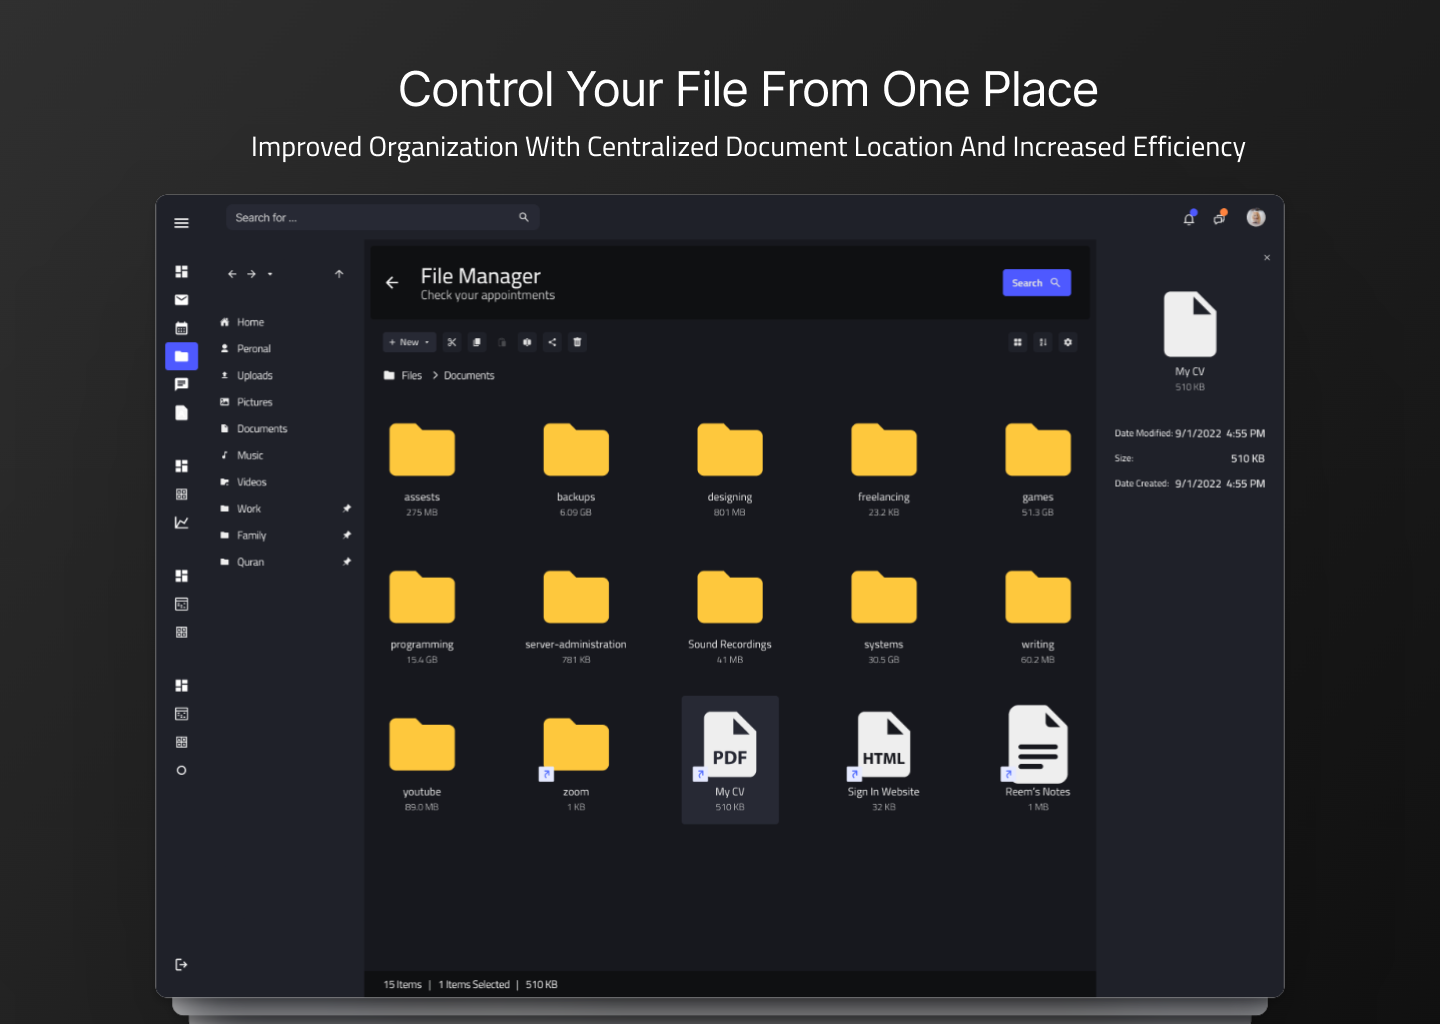 Control Your File From One Place
Improved Organization With Centralized Document Location And Increased Efficiency
Search for ...
File Manager
Check your appointments
Search
Home
Peronal
Uploads
Pictures
Documents
Music
Videos
Work
Family
Quran
+ New
Files > Documents
assests
275 MB
backups
6.09 GB
designing
801 MB
freelancing
23.2 KB
games
51.3 GB
programming
15.4 GB
server-administration
781 KB
Sound Recordings
41 MB
systems
30.5 GB
writing
60.2 MB
youtube
89.0 MB
zoom
1 KB
PDF
My CV
510 KB
HTML
Sign In Website
32 KB
Reem's Notes
1 MB
15 Items | 1 Items Selected | 510 KB
My CV
510 KB
Date Modified: 9/1/2022 4:55 PM
Size: 510 KB
Date Created: 9/1/2022 4:55 PM